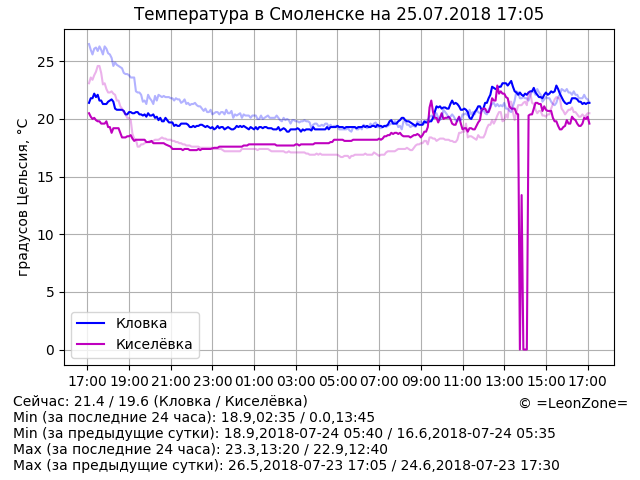 Температура в Смоленске на 25.07.2018 17:05
градусов Цельсия, °C
25
20
15
10
5
0
Кловка
Киселёвка
17:00 19:00 21:00 23:00 01:00 03:00 05:00 07:00 09:00 11:00 13:00 15:00 17:00
Сейчас: 21.4 / 19.6 (Кловка / Киселёвка)
© =LeonZone=
Min (за последние 24 часа): 18.9,02:35 / 0.0,13:45
Min (за предыдущие сутки): 18.9,2018-07-24 05:40 / 16.6,2018-07-24 05:35
Max (за последние 24 часа): 23.3,13:20 / 22.9,12:40
Max (за предыдущие сутки): 26.5,2018-07-23 17:05 / 24.6,2018-07-23 17:30